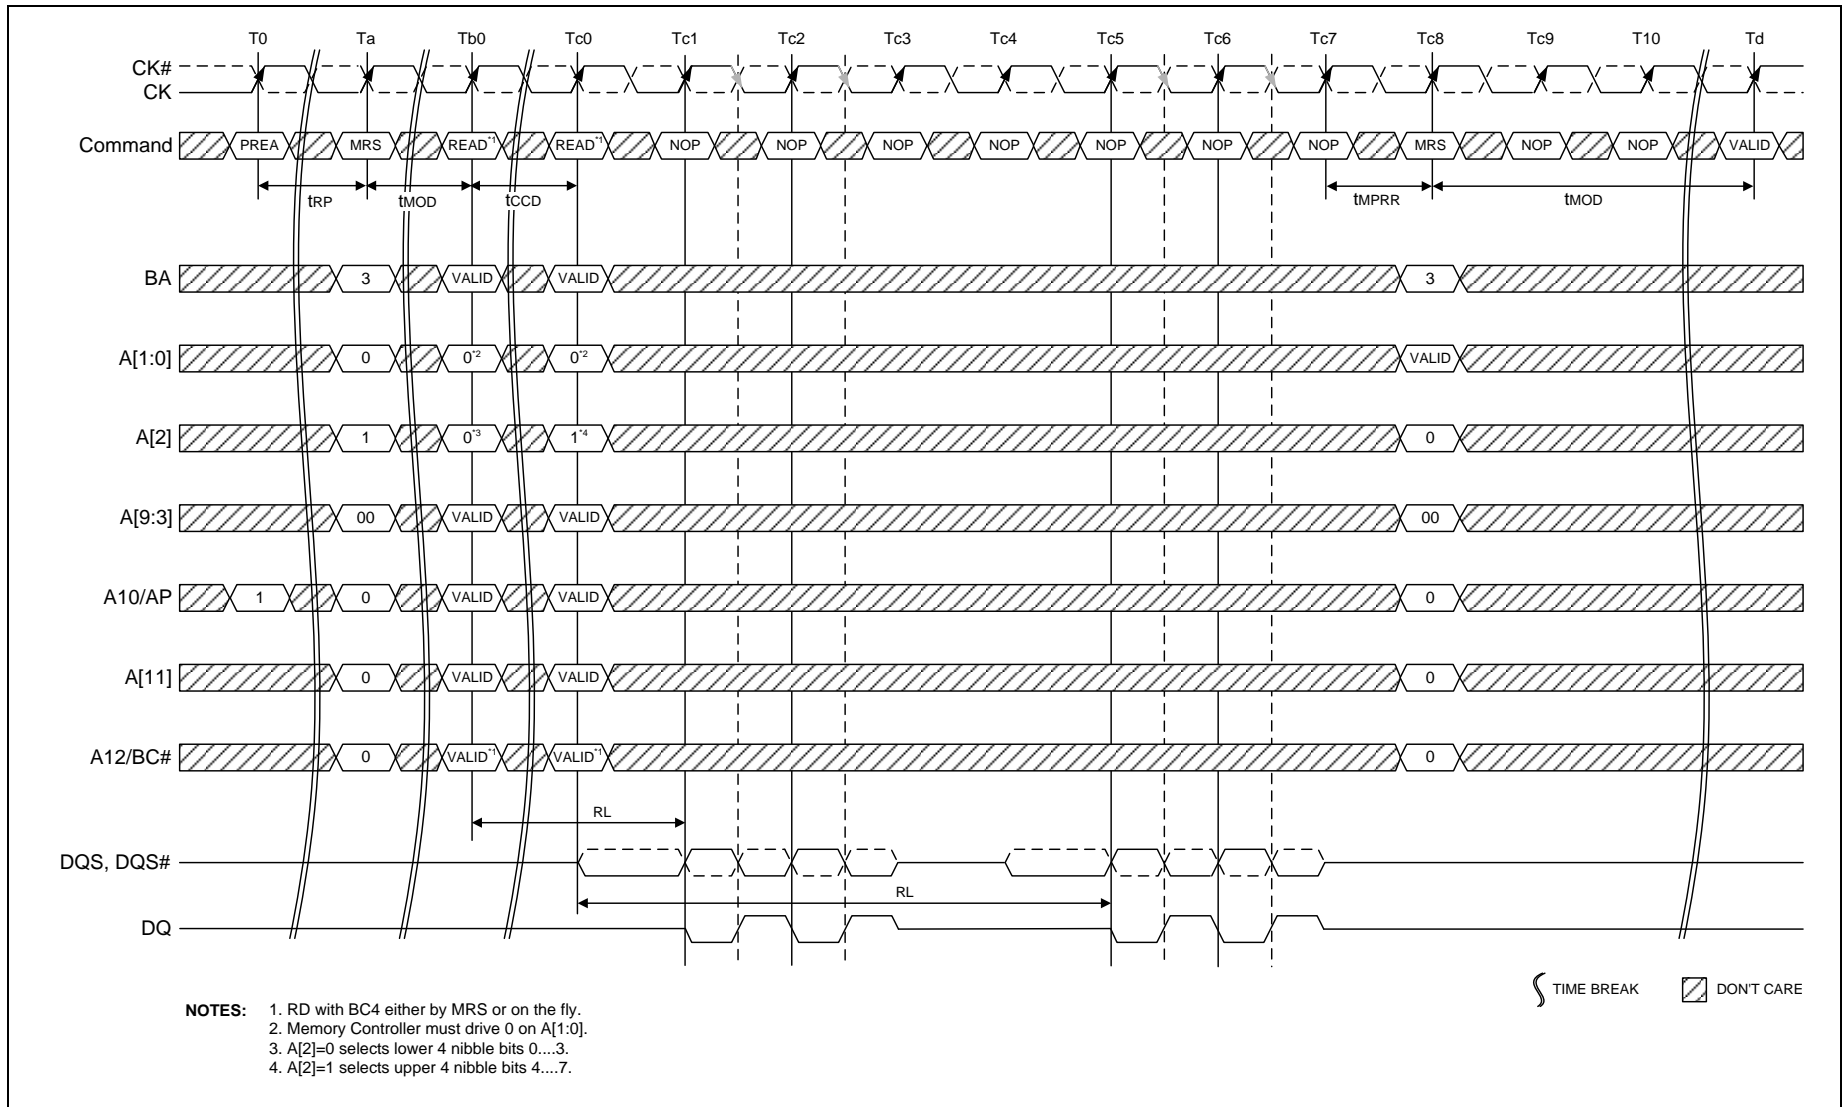 T0 Ta Tb0 Tc0 Tc1 Tc2 Tc3 Tc4 Tc5 Tc6 Tc7 Tc8 Tc9 T10 Td
CK#
CK
Command PREA MRS READ*1 READ*1 NOP NOP NOP NOP NOP NOP NOP MRS NOP NOP VALID
tRP tMOD tCCD tMPRR tMOD
BA 3 VALID VALID 3
A[1:0] 0 0*2 0*2 VALID
A[2] 1 0*3 1*4 0
A[9:3] 00 VALID VALID 00
A10/AP 1 0 VALID VALID 0
A[11] 0 VALID VALID 0
A12/BC# 0 VALID*1 VALID*1 0
RL
DQS, DQS#
RL
DQ
TIME BREAK DON'T CARE
NOTES: 1. RD with BC4 either by MRS or on the fly.
2. Memory Controller must drive 0 on A[1:0].
3. A[2]=0 selects lower 4 nibble bits 0....3.
4. A[2]=1 selects upper 4 nibble bits 4....7.